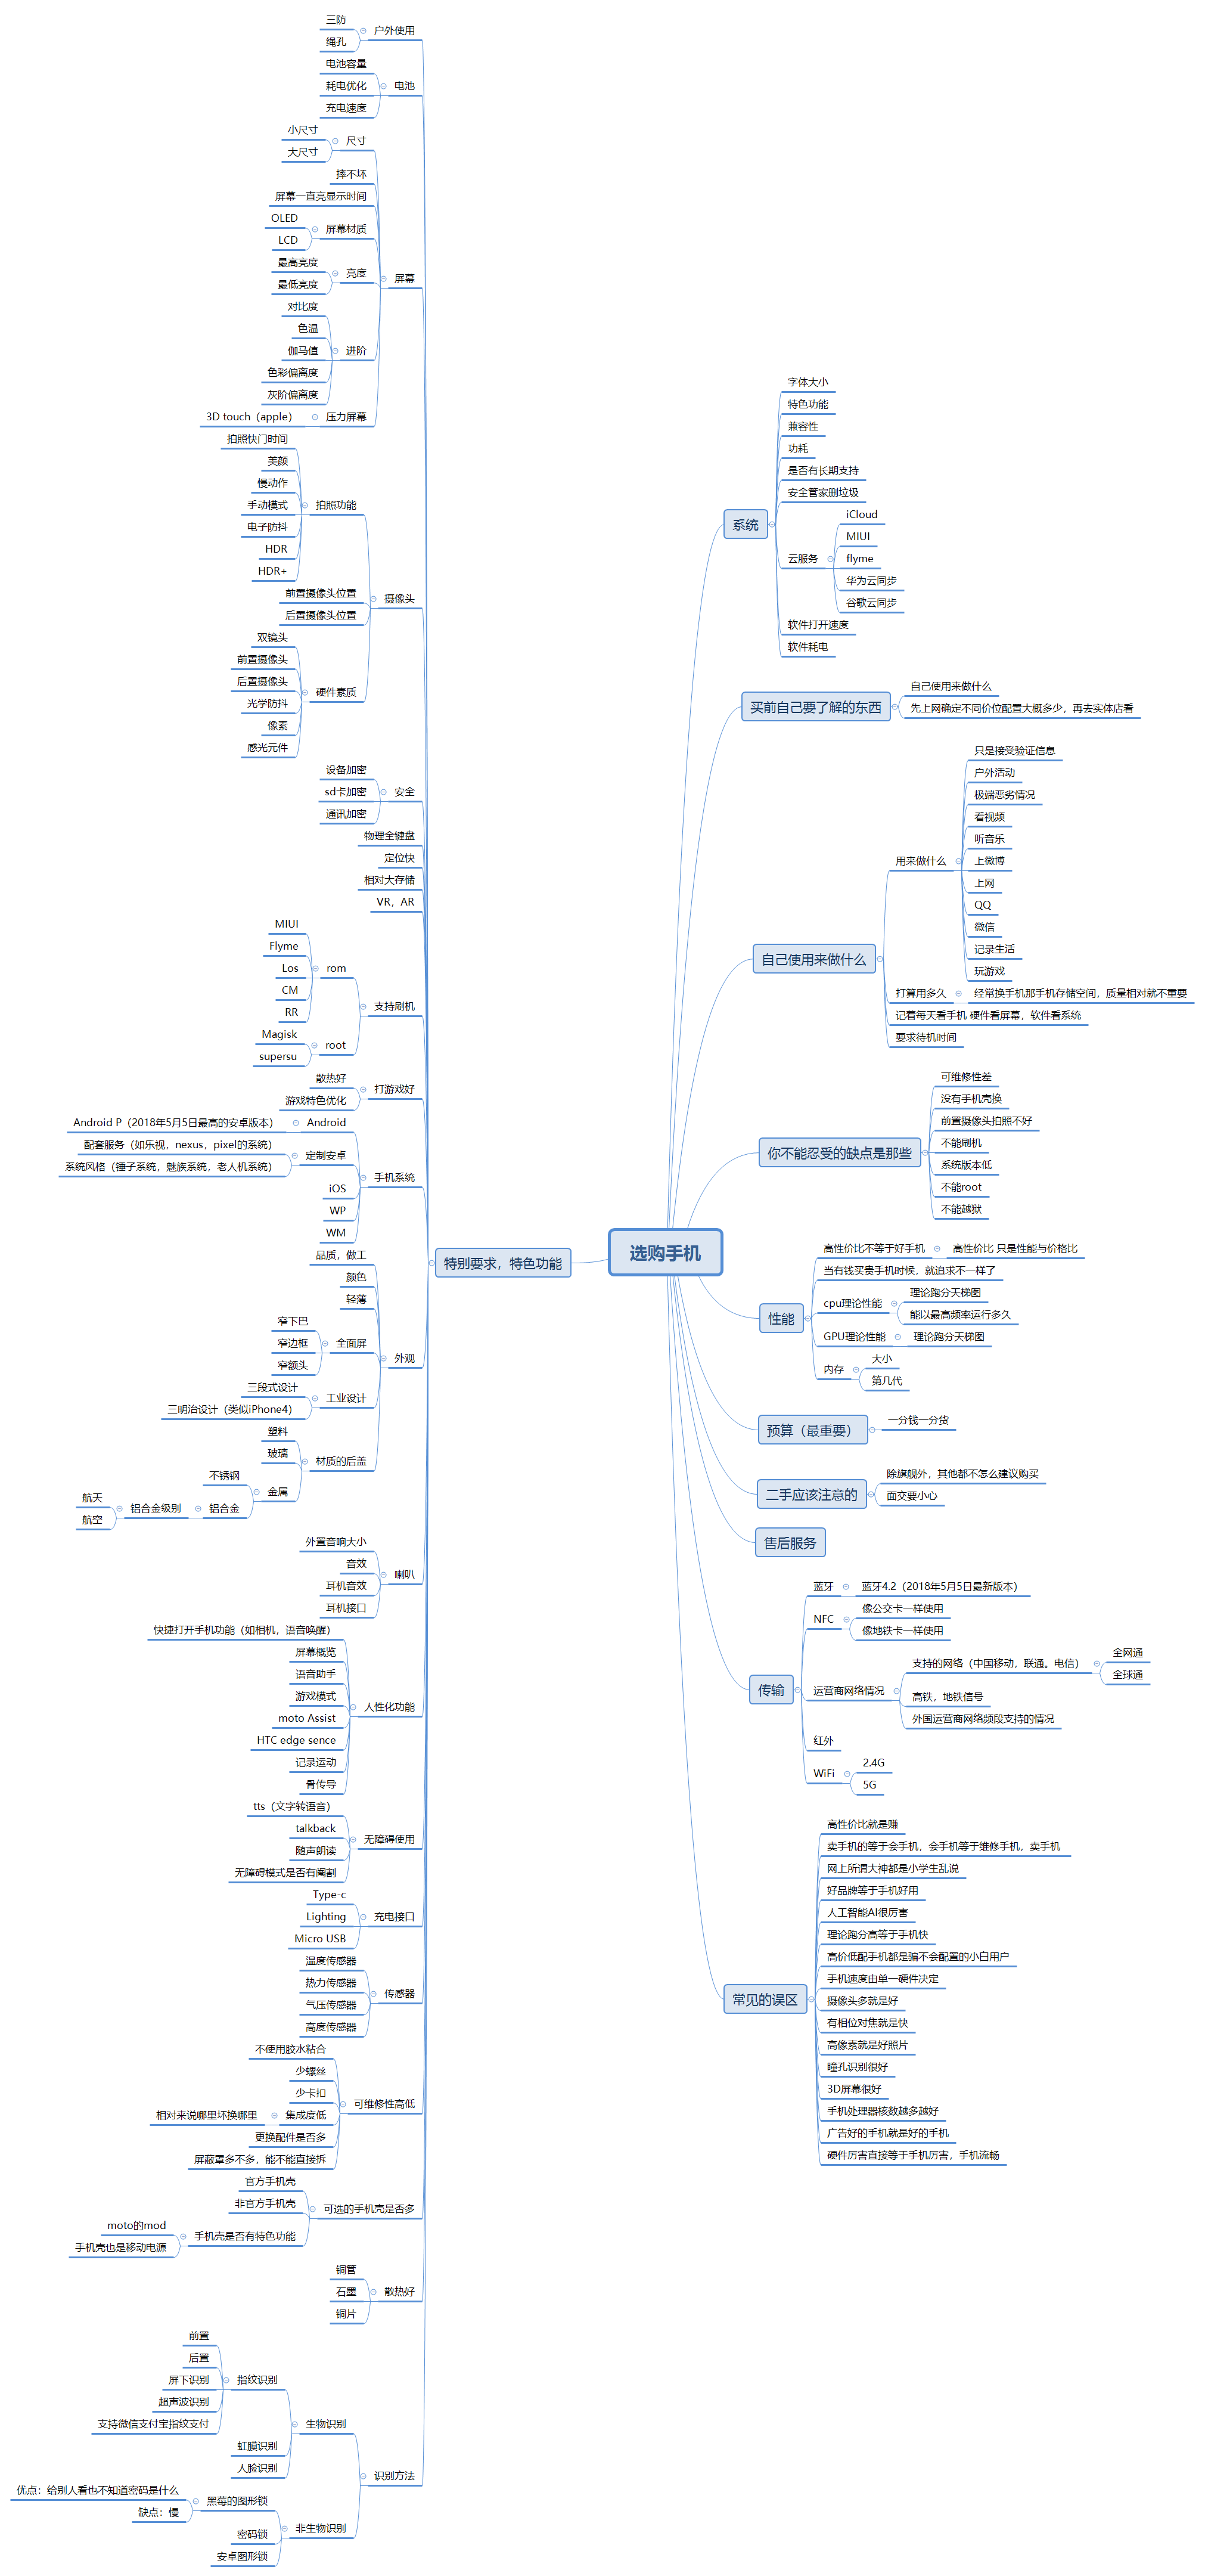 选购手机
系统
字体大小
特色功能
兼容性
功耗
是否有长期支持
安全管家删垃圾
云服务
iCloud
MIUI
flyme
华为云同步
谷歌云同步
软件打开速度
软件耗电
买前自己要了解的东西
自己使用来做什么
先上网确定不同价位配置大概多少，再去实体店看
自己使用来做什么
用来做什么
只是接受验证信息
户外活动
极端恶劣情况
看视频
听音乐
上微博
上网
QQ
微信
记录生活
玩游戏
打算用多久
经常换手机那手机存储空间，质量相对就不重要
记着每天看手机 硬件看屏幕，软件看系统
要求待机时间
你不能忍受的缺点是那些
可维修性差
没有手机壳换
前置摄像头拍照不好
不能刷机
系统版本低
不能root
不能越狱
性能
高性价比不等于好手机
高性价比 只是性能与价格比
当有钱买贵手机时候，就追求不一样了
cpu理论性能
理论跑分天梯图
能以最高频率运行多久
GPU理论性能
理论跑分天梯图
内存
大小
第几代
预算（最重要）
一分钱一分货
二手应该注意的
除旗舰外，其他都不怎么建议购买
面交要小心
售后服务
传输
蓝牙
蓝牙4.2（2018年5月5日最新版本）
NFC
像公交卡一样使用
像地铁卡一样使用
运营商网络情况
支持的网络（中国移动，联通。电信）
全网通
全球通
高铁，地铁信号
外国运营商网络频段支持的情况
红外
WiFi
2.4G
5G
常见的误区
高性价比就是赚
卖手机的等于会手机，会手机等于维修手机，卖手机
网上所谓大神都是小学生乱说
好品牌等于手机好用
人工智能AI很厉害
理论跑分高等于手机快
高价低配手机都是骗不会配置的小白用户
手机速度由单一硬件决定
摄像头多就是好
有相位对焦就是快
高像素就是好照片
瞳孔识别很好
3D屏幕很好
手机处理器核数越多越好
广告好的手机就是好的手机
硬件厉害直接等于手机厉害，手机流畅
特别要求，特色功能
户外使用
三防
绳孔
电池
电池容量
耗电优化
充电速度
屏幕
尺寸
小尺寸
大尺寸
摔不坏
屏幕一直亮显示时间
屏幕材质
OLED
LCD
亮度
最高亮度
最低亮度
进阶
对比度
色温
伽马值
色彩偏离度
灰阶偏离度
压力屏幕
3D touch（apple）
摄像头
拍照功能
拍照快门时间
美颜
慢动作
手动模式
电子防抖
HDR
HDR+
前置摄像头位置
后置摄像头位置
硬件素质
双镜头
前置摄像头
后置摄像头
光学防抖
像素
感光元件
安全
设备加密
sd卡加密
通讯加密
物理全键盘
定位快
相对大存储
VR，AR
支持刷机
rom
MIUI
Flyme
Los
CM
RR
root
Magisk
supersu
打游戏好
散热好
游戏特色优化
手机系统
Android
Android P（2018年5月5日最高的安卓版本）
定制安卓
配套服务（如乐视，nexus，pixel的系统）
系统风格（锤子系统，魅族系统，老人机系统）
iOS
WP
WM
外观
品质，做工
颜色
轻薄
全面屏
窄下巴
窄边框
窄额头
工业设计
三段式设计
三明治设计（类似iPhone4）
材质的后盖
塑料
玻璃
金属
不锈钢
铝合金
铝合金级别
航天
航空
喇叭
外置音响大小
音效
耳机音效
耳机接口
人性化功能
快捷打开手机功能（如相机，语音唤醒）
屏幕概览
语音助手
游戏模式
moto Assist
HTC edge sence
记录运动
骨传导
无障碍使用
tts（文字转语音）
talkback
随声朗读
无障碍模式是否有阉割
充电接口
Type-c
Lighting
Micro USB
传感器
温度传感器
热力传感器
气压传感器
高度传感器
可维修性高低
不使用胶水粘合
少螺丝
少卡扣
集成度低
相对来说哪里坏换哪里
更换配件是否多
屏蔽罩多不多，能不能直接拆
可选的手机壳是否多
官方手机壳
非官方手机壳
手机壳是否有特色功能
moto的mod
手机壳也是移动电源
散热好
铜管
石墨
铜片
识别方法
生物识别
指纹识别
前置
后置
屏下识别
超声波识别
支持微信支付宝指纹支付
虹膜识别
人脸识别
非生物识别
黑莓的图形锁
优点：给别人看也不知道密码是什么
缺点：慢
密码锁
安卓图形锁